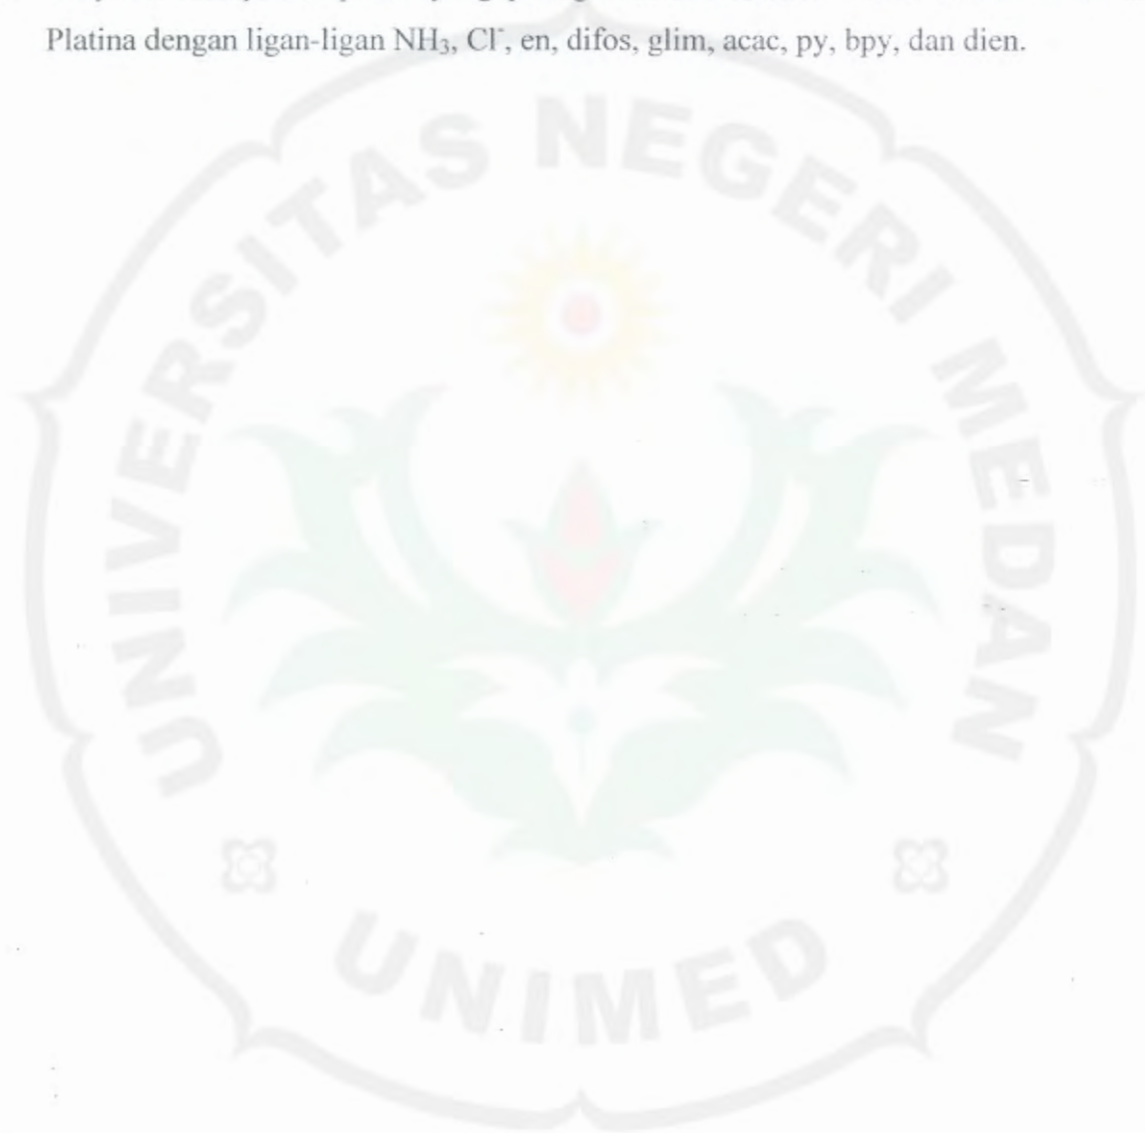 Platina dengan ligan-ligan NH₃, Cl⁻, en, difos, glim, acac, py, bpy, dan dien.
UNIVERSITAS NEGERI MEDAN
UNIMED